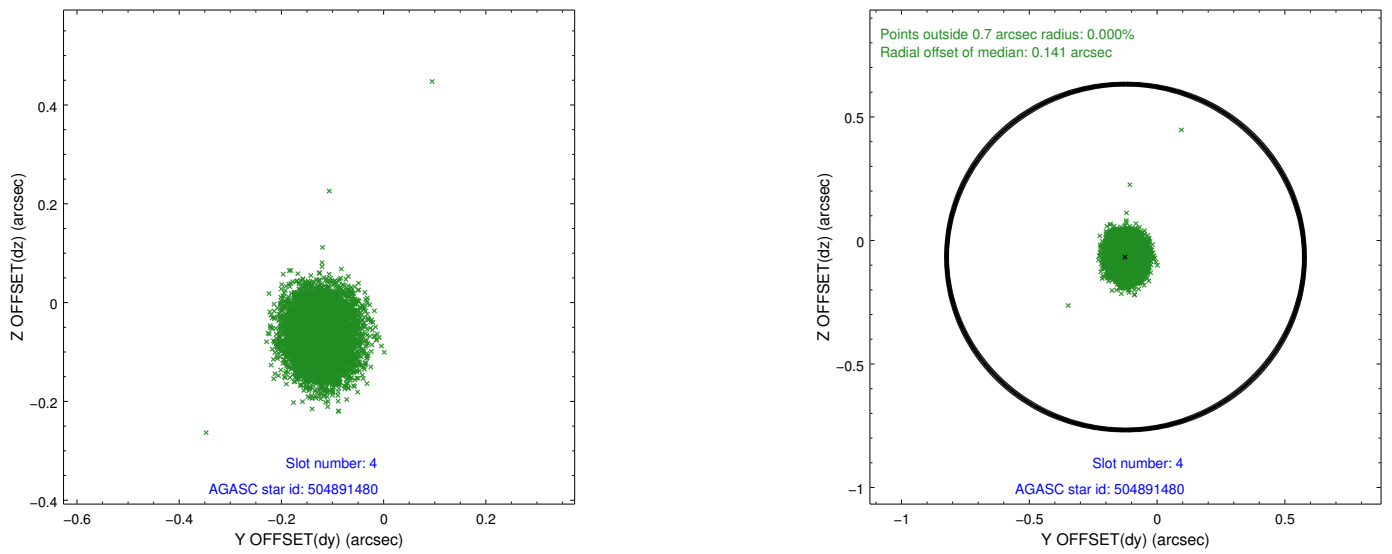 0.4
0.2
0
−0.2
−0.4
−0.6
−0.4
−0.2
0
0.2
Z OFFSET(dz) (arcsec)
Y OFFSET(dy) (arcsec)
Slot number: 4
AGASC star id: 504891480
Points outside 0.7 arcsec radius: 0.000%
Radial offset of median: 0.141 arcsec
0.5
0
−0.5
−1
−1
−0.5
0
0.5
Z OFFSET(dz) (arcsec)
Y OFFSET(dy) (arcsec)
Slot number: 4
AGASC star id: 504891480